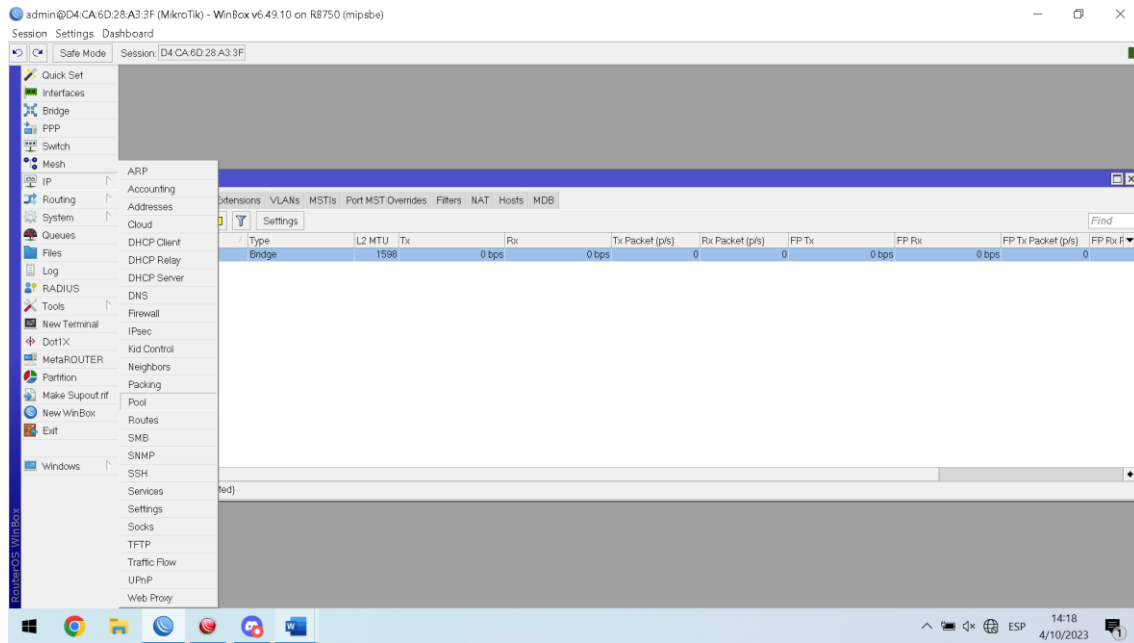 admin@D4:CA:6D:28:A3:3F (MikroTik) - WinBox v6.49.10 on RB750 (mipsbe)
Session Settings Dashboard
Safe Mode Session: D4:CA:6D:28:A3:3F
Quick Set
Interfaces
Bridge
PPP
Switch
Mesh
IP
Routing
System
Queues
Files
Log
RADIUS
Tools
New Terminal
Dot1X
MetaROUTER
Partition
Make Supout.rif
New WinBox
Exit
Windows
RouterOS WinBox
ARP
Accounting
Addresses
Cloud
DHCP Client
DHCP Relay
DHCP Server
DNS
Firewall
IPsec
Kid Control
Neighbors
Packing
Pool
Routes
SMB
SNMP
SSH
Services
Settings
Socks
TFTP
Traffic Flow
UPnP
Web Proxy
VLANs MSTIs Port MST Overrides Filters NAT Hosts MDB
Settings Find
Type L2 MTU Tx Rx Tx Packet (p/s) Rx Packet (p/s) FP Tx FP Rx FP Tx Packet (p/s) FP Rx
Bridge 1598 0 bps 0 bps 0 0 0 bps 0 bps 0
ESP
14:18
4/10/2023
1